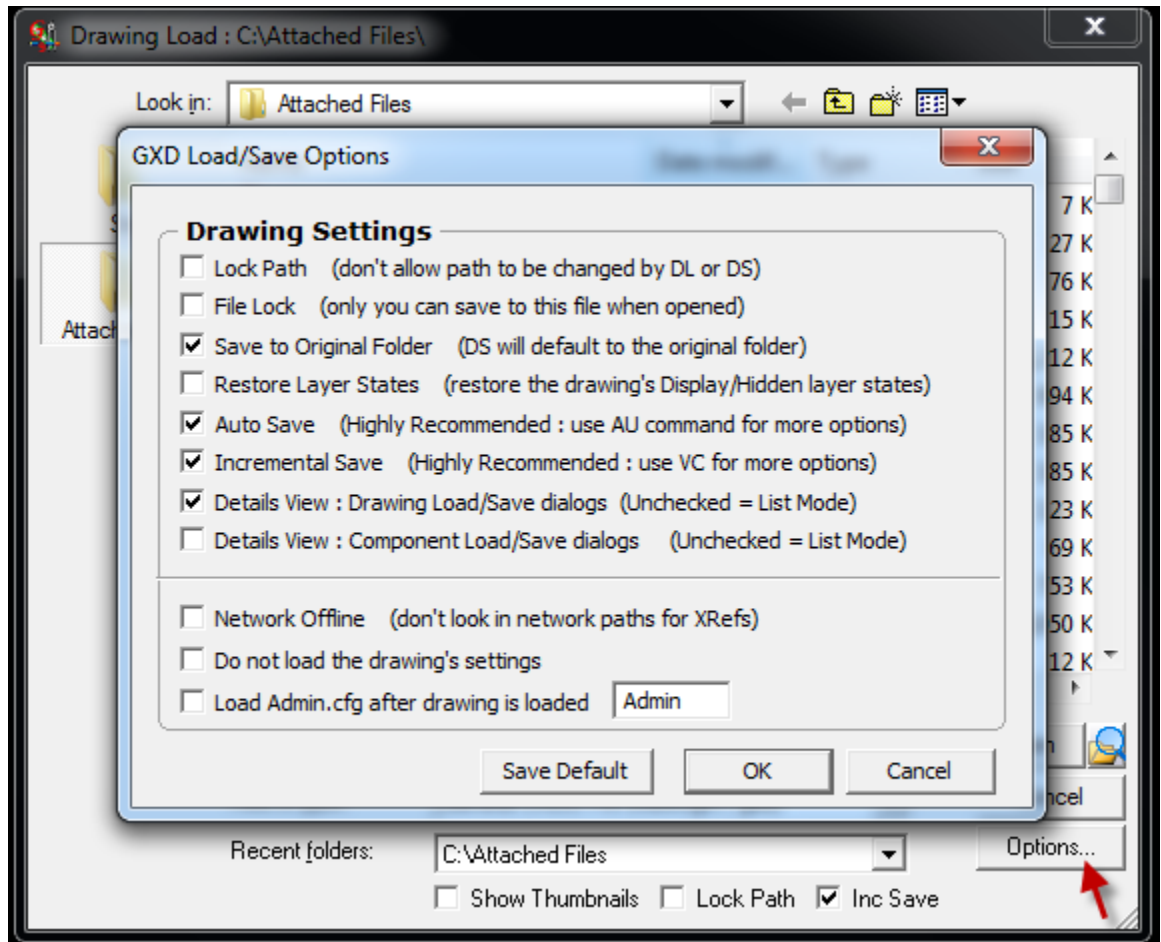 Drawing Load : C:\Attached Files\
x
Look in: Attached Files
GXD Load/Save Options
x
Drawing Settings
Lock Path (don't allow path to be changed by DL or DS)
File Lock (only you can save to this file when opened)
Save to Original Folder (DS will default to the original folder)
Restore Layer States (restore the drawing's Display/Hidden layer states)
Auto Save (Highly Recommended : use AU command for more options)
Incremental Save (Highly Recommended : use VC for more options)
Details View : Drawing Load/Save dialogs (Unchecked = List Mode)
Details View : Component Load/Save dialogs (Unchecked = List Mode)
Network Offline (don't look in network paths for XRefs)
Do not load the drawing's settings
Load Admin.cfg after drawing is loaded Admin
Save Default OK Cancel
Attach
7 K
27 K
76 K
15 K
12 K
94 K
85 K
85 K
23 K
69 K
53 K
50 K
12 K
ncel
Recent folders: C:\Attached Files
Options...
Show Thumbnails Lock Path Inc Save